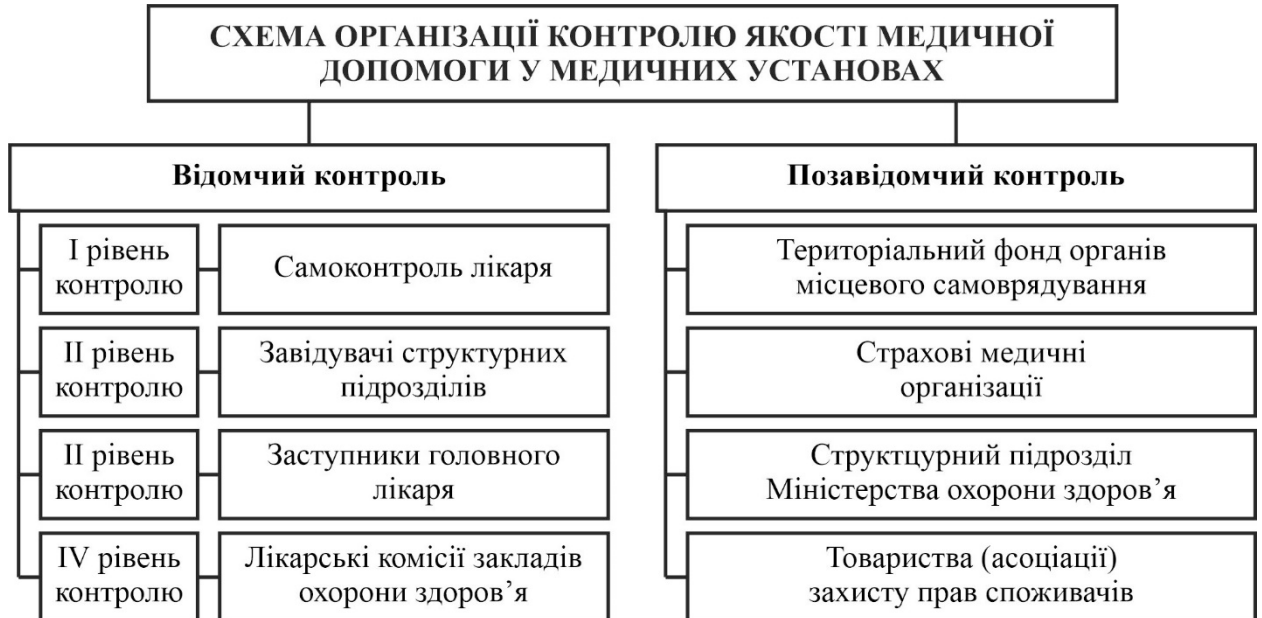 СХЕМА ОРГАНІЗАЦІЇ КОНТРОЛЮ ЯКОСТІ МЕДИЧНОЇ
ДОПОМОГИ У МЕДИЧНИХ УСТАНОВАХ
Відомчий контроль
І рівень
контролю
Самоконтроль лікаря
ІІ рівень
контролю
Завідувачі структурних
підрозділів
ІІ рівень
контролю
Заступники головного
лікаря
IV рівень
контролю
Лікарські комісії закладів
охорони здоров’я
Позавідомчий контроль
Територіальний фонд органів
місцевого самоврядування
Страхові медичні
організації
Структцурний підрозділ
Міністерства охорони здоров’я
Товариства (асоціації)
захисту прав споживачів